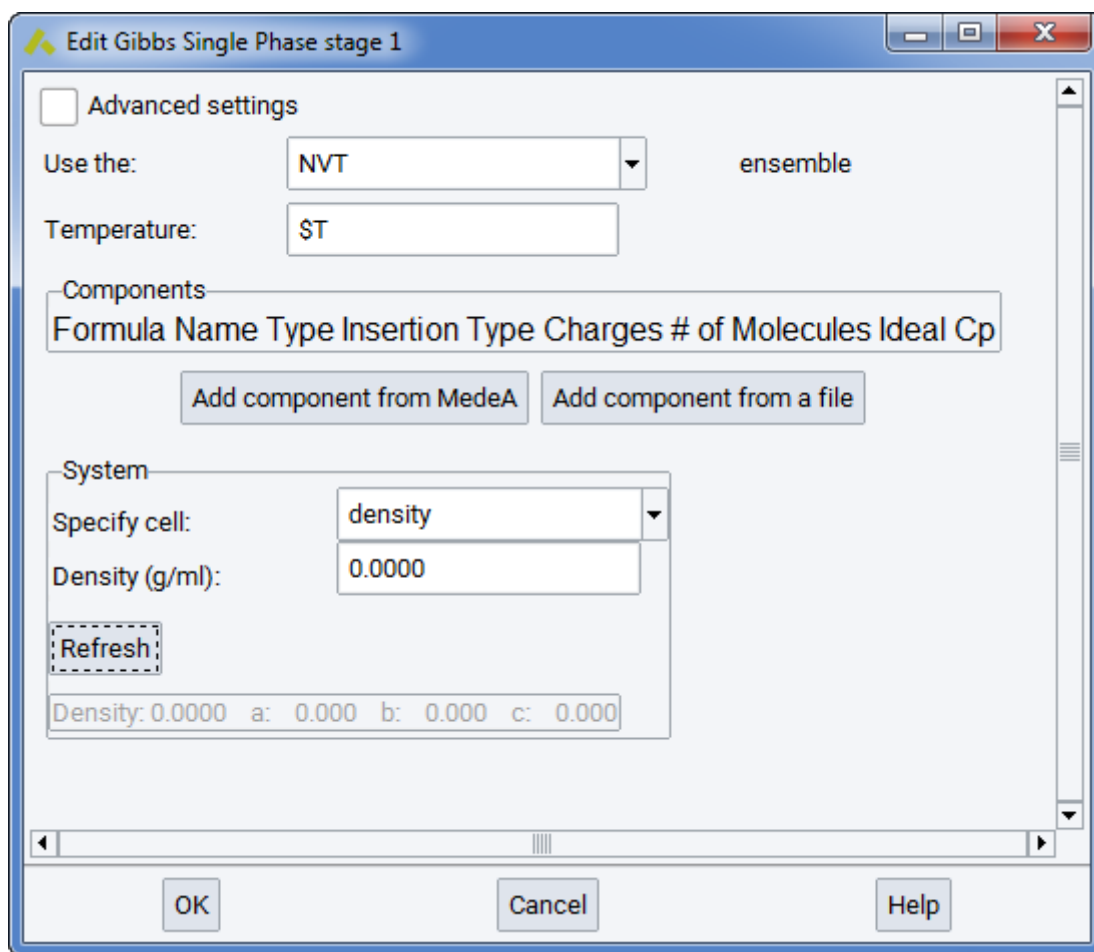 Edit Gibbs Single Phase stage 1
Advanced settings
Use the: NVT ensemble
Temperature: $T
Components
Formula Name Type Insertion Type Charges # of Molecules Ideal Cp
Add component from MedeA Add component from a file
System
Specify cell: density
Density (g/ml): 0.0000
Refresh
Density: 0.0000 a: 0.000 b: 0.000 c: 0.000
OK Cancel Help